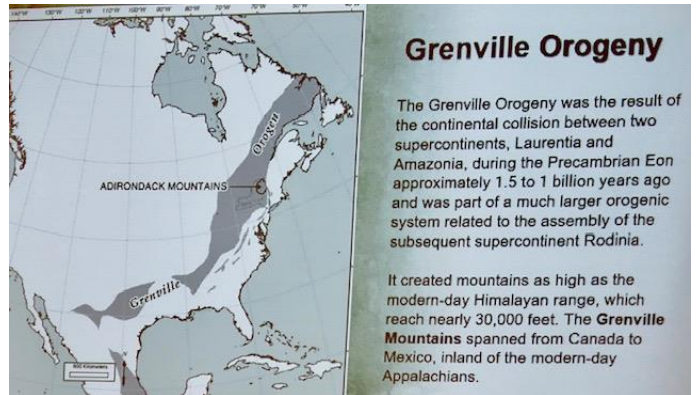 Grenville Orogeny
The Grenville Orogeny was the result of
the continental collision between two
supercontinents, Laurentia and
Amazonia, during the Precambrian Eon
approximately 1.5 to 1 billion years ago
and was part of a much larger orogenic
system related to the assembly of the
subsequent supercontinent Rodinia.
It created mountains as high as the
modern-day Himalayan range, which
reach nearly 30,000 feet. The Grenville
Mountains spanned from Canada to
Mexico, inland of the modern-day
Appalachians.
Orogen
ADIRONDACK MOUNTAINS
Grenville